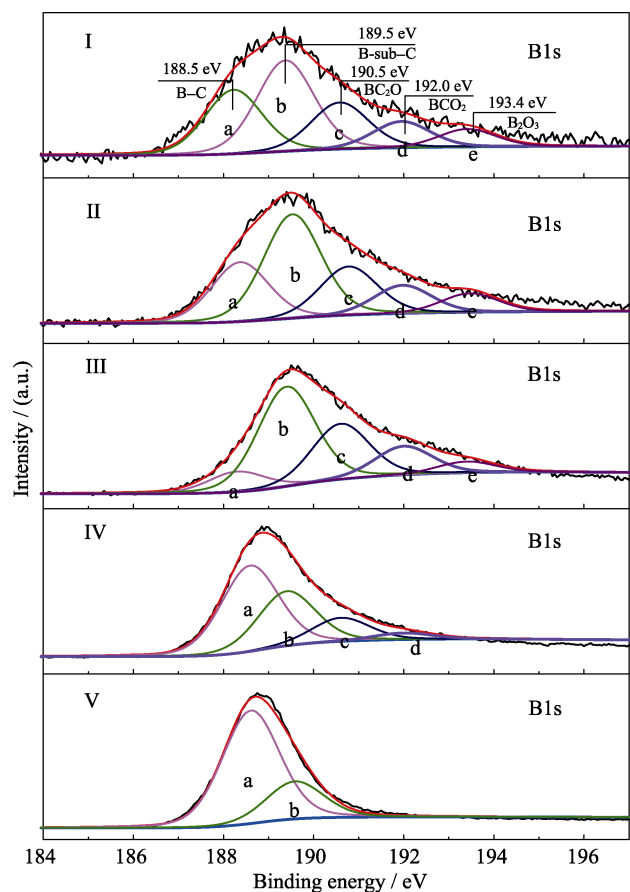 I
B1s
189.5 eV
B-sub–C
188.5 eV
B–C
190.5 eV
BC₂O
192.0 eV
BCO₂
193.4 eV
B₂O₃
a
b
c
d
e
II
B1s
a
b
c
d
e
III
B1s
a
b
c
d
e
IV
B1s
a
b
c
d
V
B1s
a
b
Intensity / (a.u.)
184 186 188 190 192 194 196
Binding energy / eV